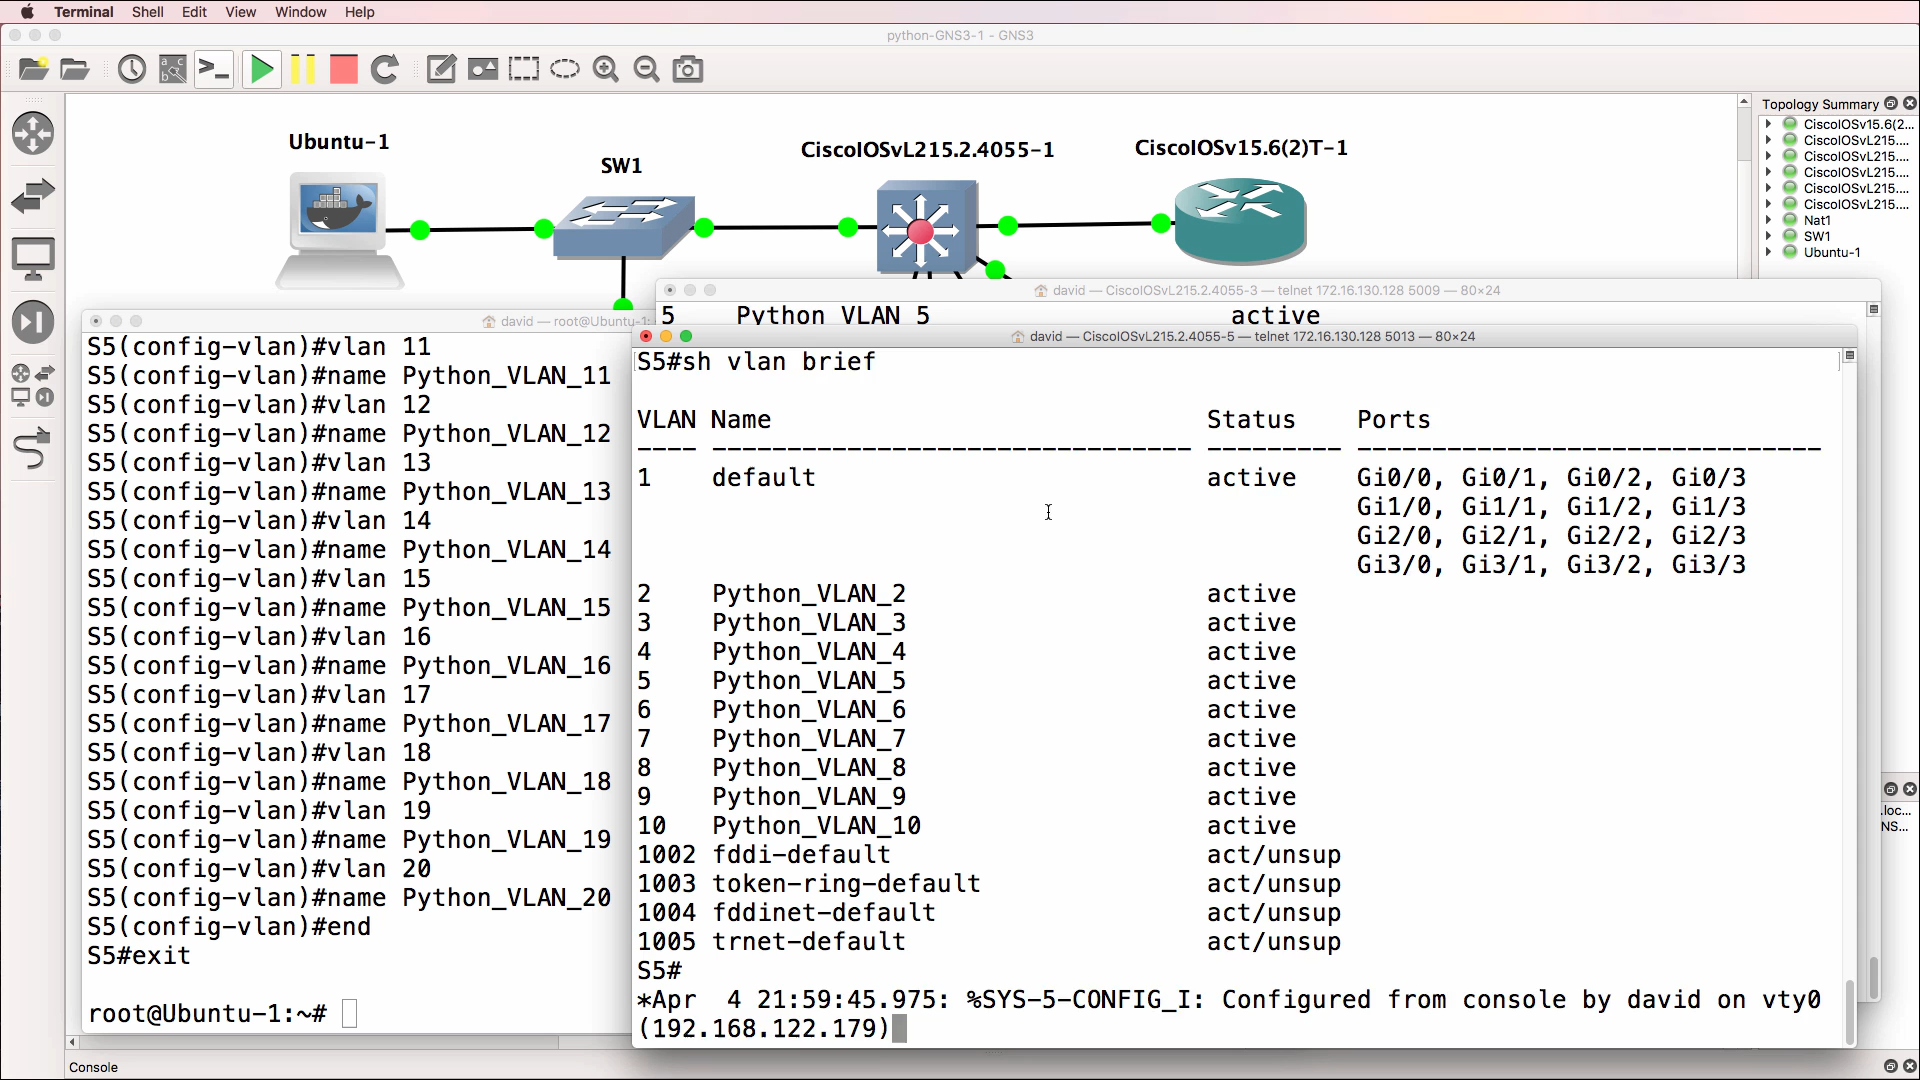 Terminal Shell Edit View Window Help
python-GNS3-1 - GNS3
Topology Summary
CiscoIOSv15.6(2...
CiscoIOSvL215....
CiscoIOSvL215....
CiscoIOSvL215....
CiscoIOSvL215....
CiscoIOSvL215....
Nat1
SW1
Ubuntu-1
Ubuntu-1
SW1
CiscoIOSvL215.2.4055-1
CiscoIOSv15.6(2)T-1
david — CiscoIOSvL215.2.4055-3 — telnet 172.16.130.128 5009 — 80×24
5 Python_VLAN_5 active
david — root@Ubuntu-1:
S5(config-vlan)#vlan 11
S5(config-vlan)#name Python_VLAN_11
S5(config-vlan)#vlan 12
S5(config-vlan)#name Python_VLAN_12
S5(config-vlan)#vlan 13
S5(config-vlan)#name Python_VLAN_13
S5(config-vlan)#vlan 14
S5(config-vlan)#name Python_VLAN_14
S5(config-vlan)#vlan 15
S5(config-vlan)#name Python_VLAN_15
S5(config-vlan)#vlan 16
S5(config-vlan)#name Python_VLAN_16
S5(config-vlan)#vlan 17
S5(config-vlan)#name Python_VLAN_17
S5(config-vlan)#vlan 18
S5(config-vlan)#name Python_VLAN_18
S5(config-vlan)#vlan 19
S5(config-vlan)#name Python_VLAN_19
S5(config-vlan)#vlan 20
S5(config-vlan)#name Python_VLAN_20
S5(config-vlan)#end
S5#exit
root@Ubuntu-1:~#
david — CiscoIOSvL215.2.4055-5 — telnet 172.16.130.128 5013 — 80×24
S5#sh vlan brief
VLAN Name Status Ports
---- -------------------------------- --------- -------------------------------
1 default active Gi0/0, Gi0/1, Gi0/2, Gi0/3
Gi1/0, Gi1/1, Gi1/2, Gi1/3
Gi2/0, Gi2/1, Gi2/2, Gi2/3
Gi3/0, Gi3/1, Gi3/2, Gi3/3
2 Python_VLAN_2 active
3 Python_VLAN_3 active
4 Python_VLAN_4 active
5 Python_VLAN_5 active
6 Python_VLAN_6 active
7 Python_VLAN_7 active
8 Python_VLAN_8 active
9 Python_VLAN_9 active
10 Python_VLAN_10 active
1002 fddi-default act/unsup
1003 token-ring-default act/unsup
1004 fddinet-default act/unsup
1005 trnet-default act/unsup
S5#
*Apr 4 21:59:45.975: %SYS-5-CONFIG_I: Configured from console by david on vty0
(192.168.122.179)
.loc...
NS...
Console